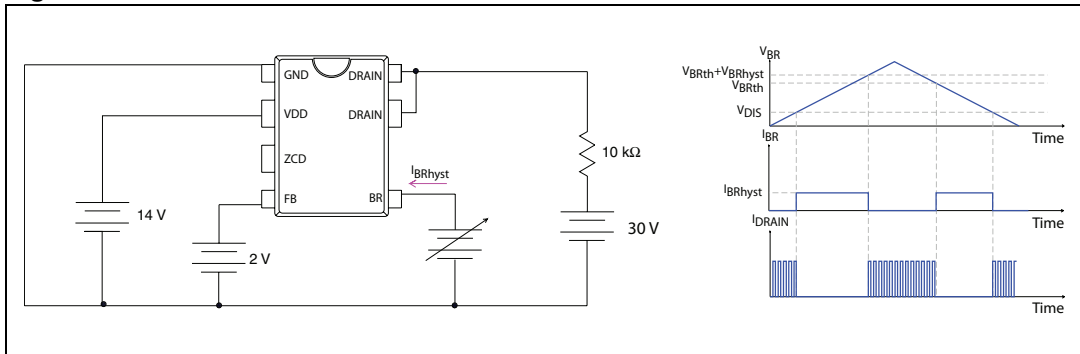 GND
DRAIN
VDD
DRAIN
ZCD
FB
BR
IBRhyst
14 V
2 V
10 kΩ
30 V
VBR
VBRth+VBRhyst
VBRth
VDIS
Time
IBR
IBRhyst
Time
IDRAIN
Time